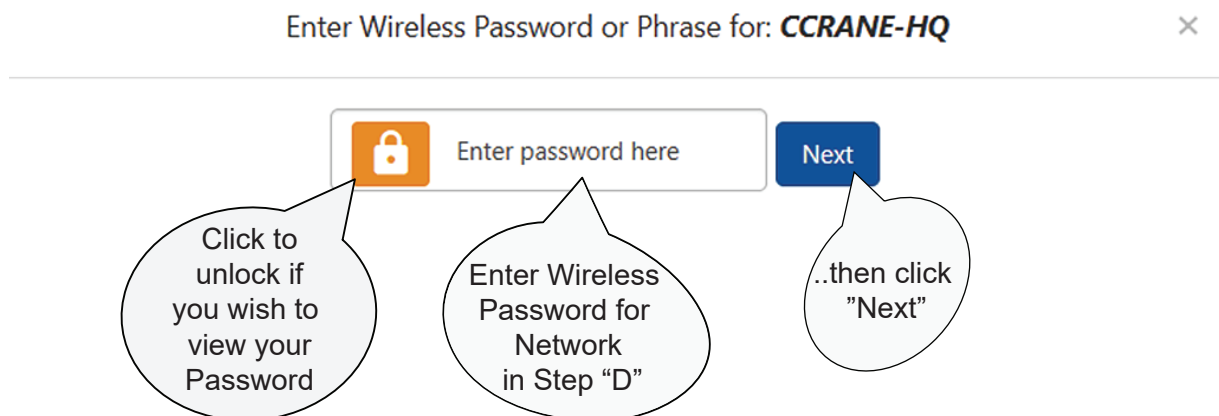 Enter Wireless Password or Phrase for: CCRANE-HQ ×
Enter password here
Next
Click to
unlock if
you wish to
view your
Password
Enter Wireless
Password for
Network
in Step “D”
..then click
”Next”